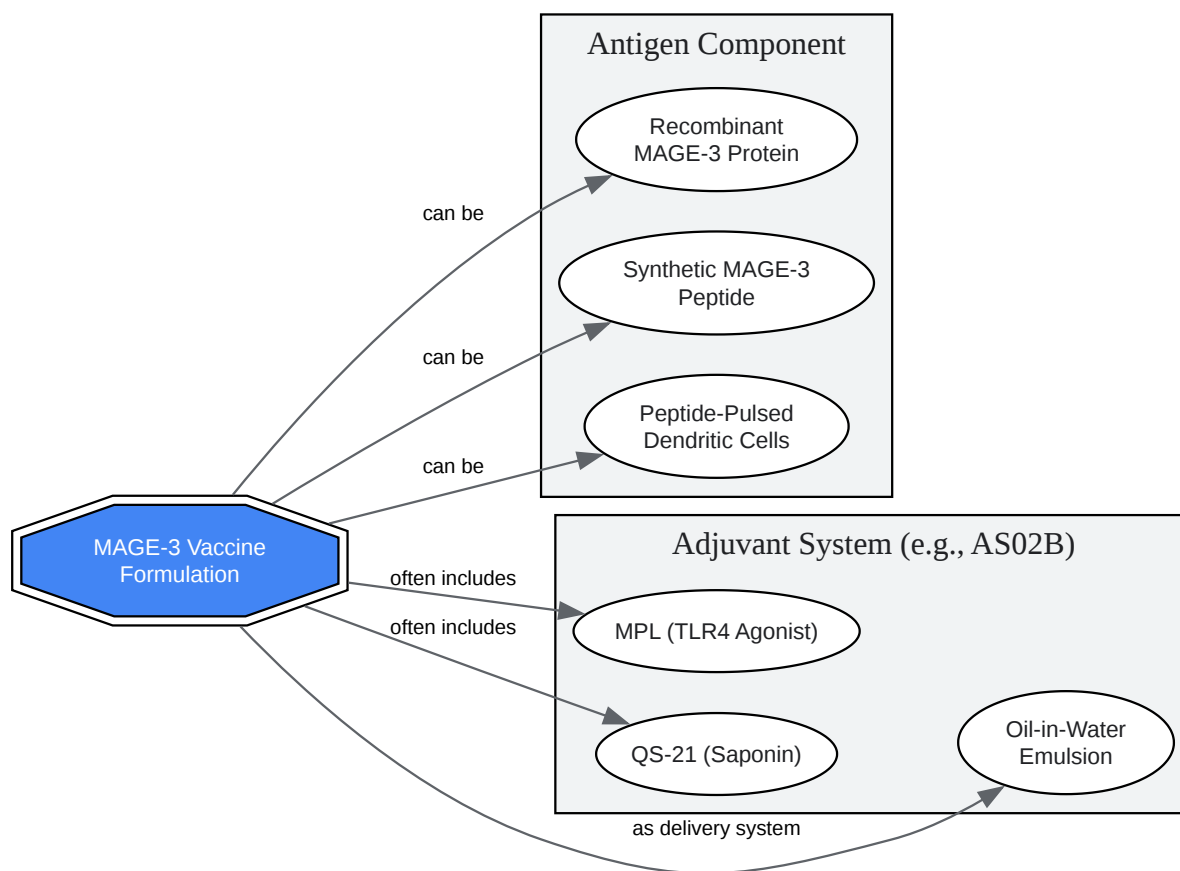 Antigen Component
Recombinant
MAGE-3 Protein
can be
Synthetic MAGE-3
Peptide
can be
Peptide-Pulsed
Dendritic Cells
can be
MAGE-3 Vaccine
Formulation
Adjuvant System (e.g., AS02B)
often includes
MPL (TLR4 Agonist)
often includes
QS-21 (Saponin)
Oil-in-Water
Emulsion
as delivery system